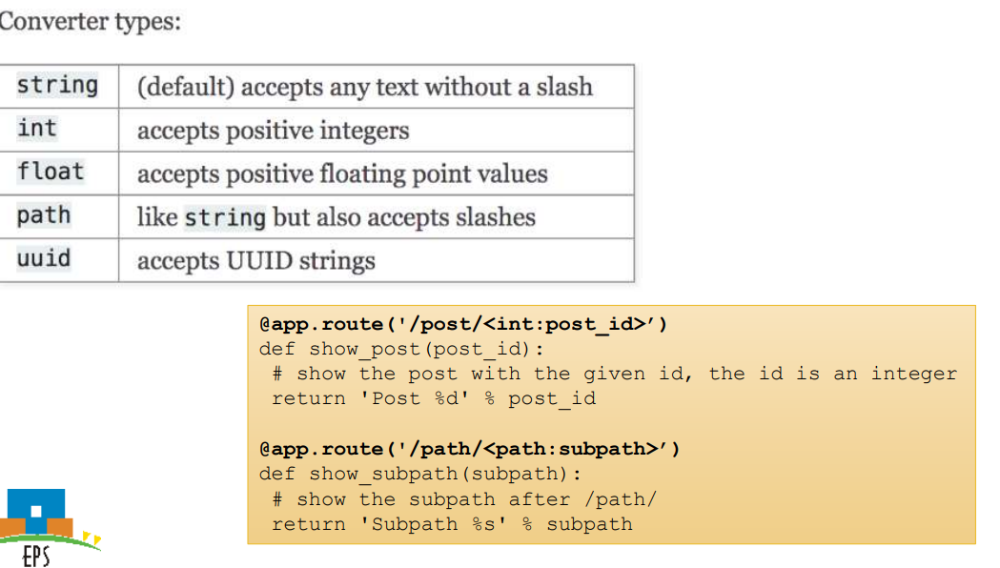 Converter types:
string (default) accepts any text without a slash
int accepts positive integers
float accepts positive floating point values
path like string but also accepts slashes
uuid accepts UUID strings
@app.route('/post/<int:post_id>’)
def show_post(post_id):
# show the post with the given id, the id is an integer
return 'Post %d' % post_id
@app.route('/path/<path:subpath>’)
def show_subpath(subpath):
# show the subpath after /path/
return 'Subpath %s' % subpath
EPS